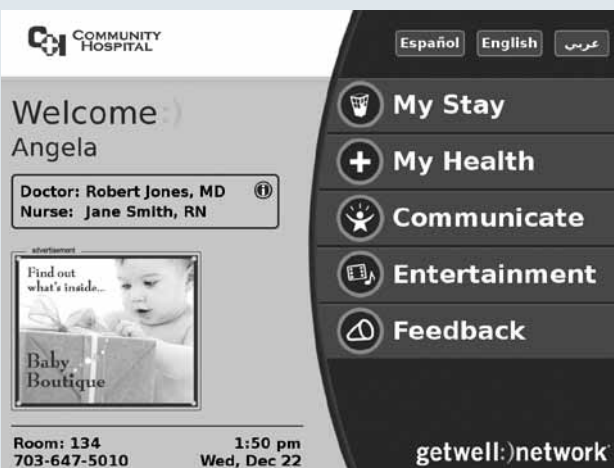 COMMUNITY
HOSPITAL
Español English عربي
Welcome:)
Angela
Doctor: Robert Jones, MD
Nurse: Jane Smith, RN
advertisement
Find out
what's inside...
Baby
Boutique
Room: 134 1:50 pm
703-647-5010 Wed, Dec 22
My Stay
My Health
Communicate
Entertainment
Feedback
getwell:)network